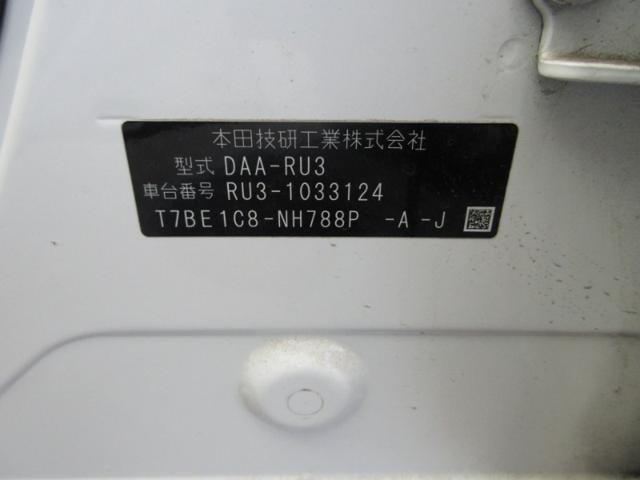 本田技研工業株式会社
型式 DAA-RU3
車台番号 RU3-1033124
T7BE1C8-NH788P -A -J